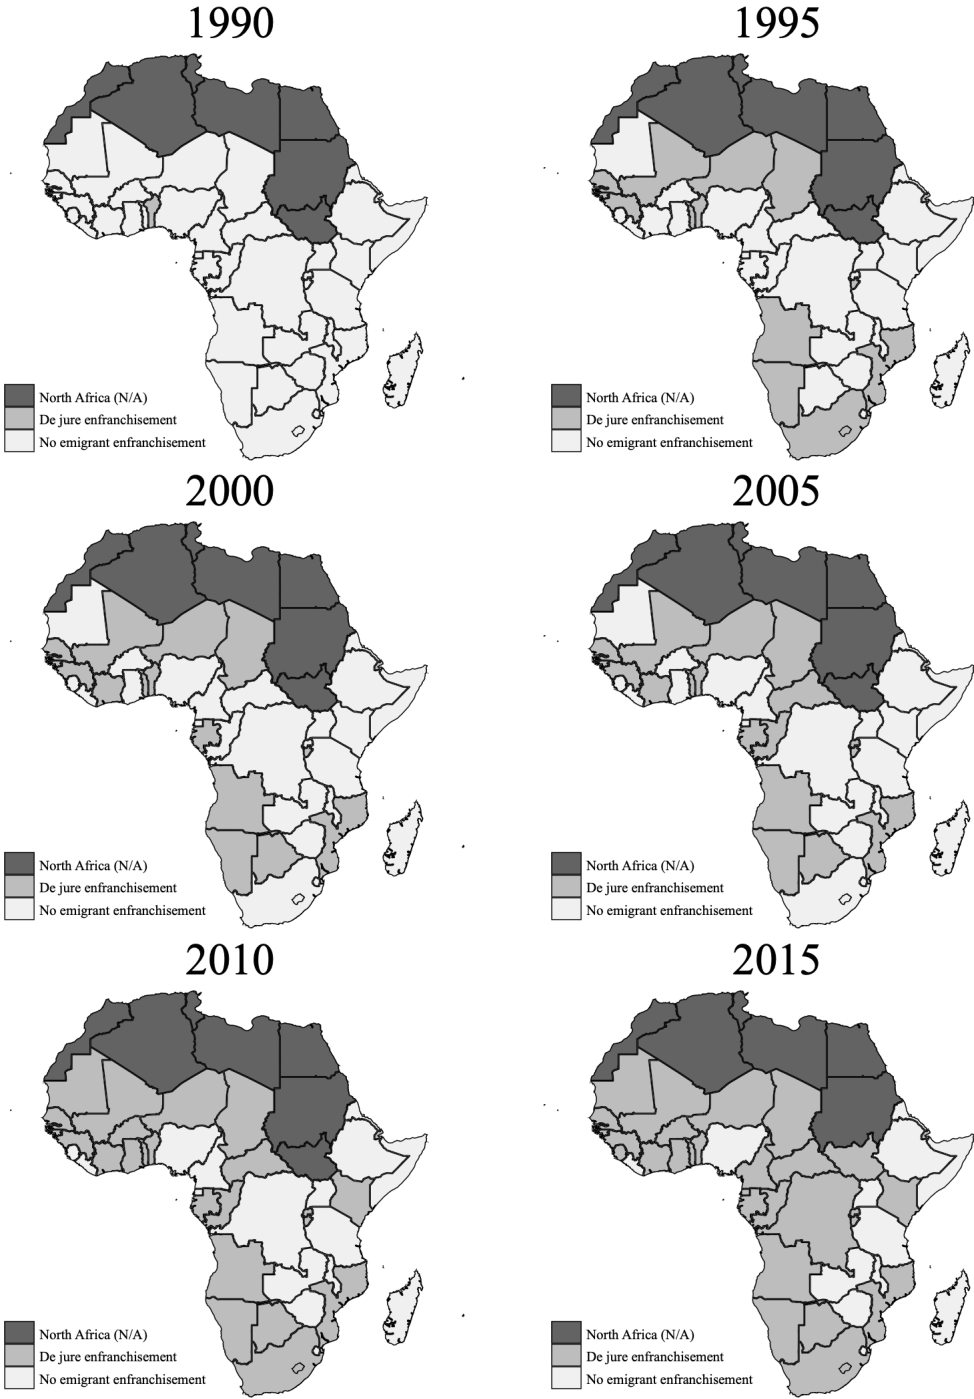 1990
1995
North Africa (N/A)
De jure enfranchisement
No emigrant enfranchisement
North Africa (N/A)
De jure enfranchisement
No emigrant enfranchisement
2000
2005
North Africa (N/A)
De jure enfranchisement
No emigrant enfranchisement
North Africa (N/A)
De jure enfranchisement
No emigrant enfranchisement
2010
2015
North Africa (N/A)
De jure enfranchisement
No emigrant enfranchisement
North Africa (N/A)
De jure enfranchisement
No emigrant enfranchisement